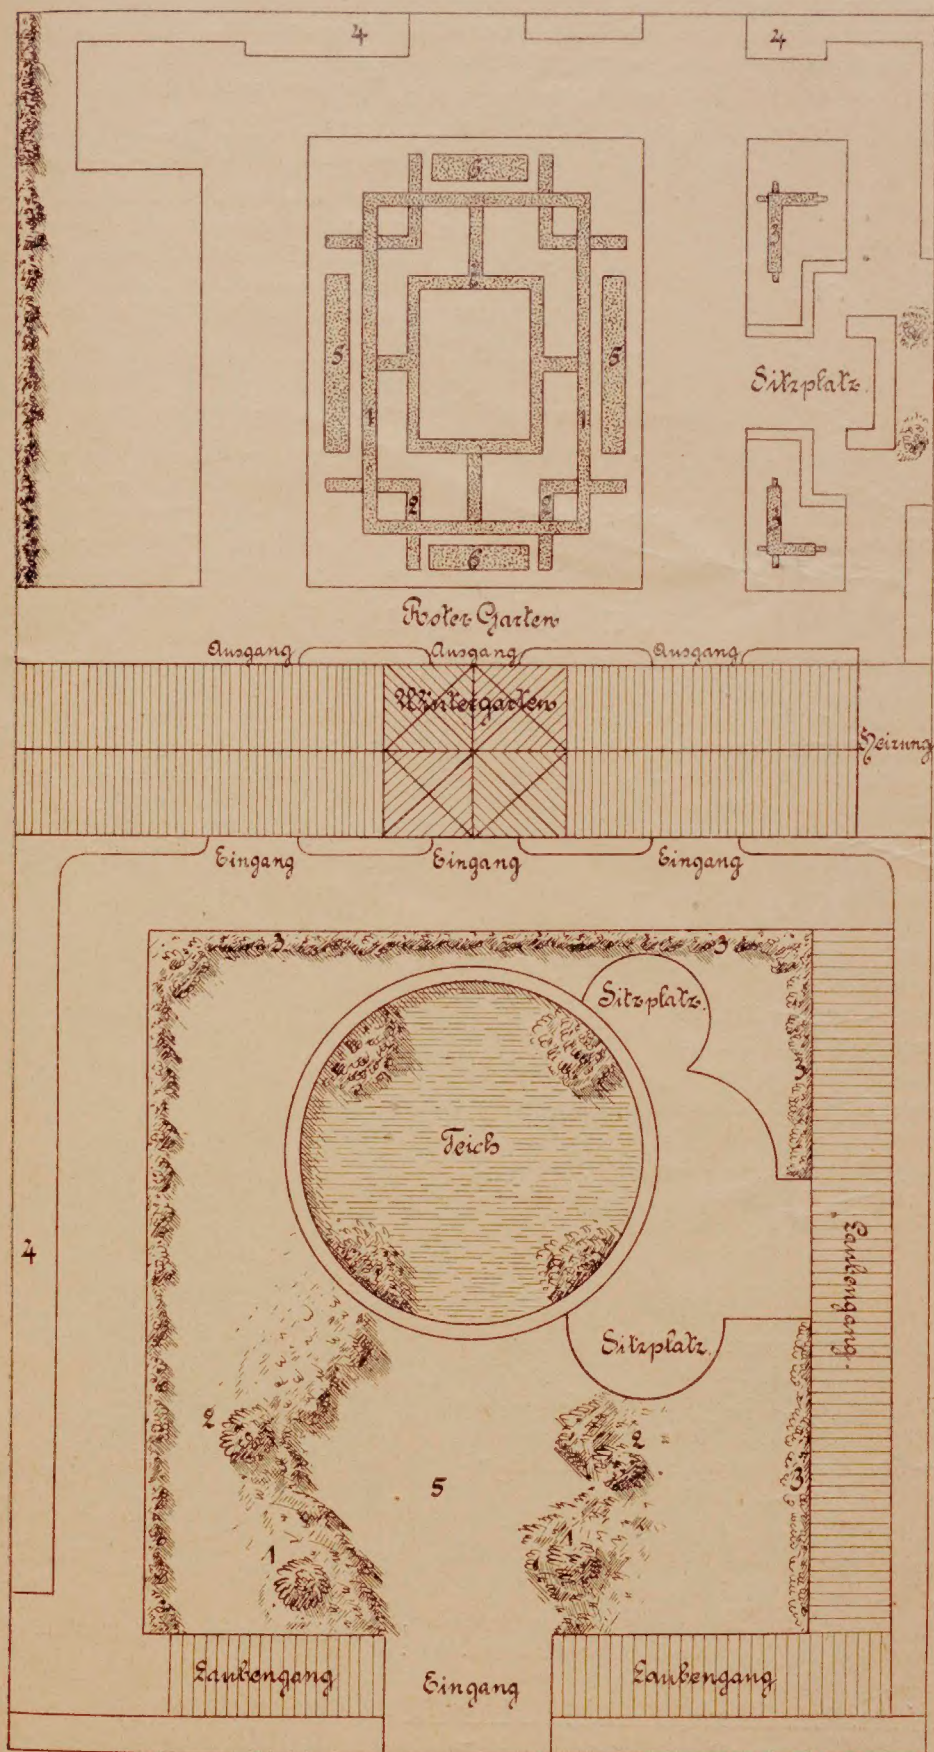 4
4
6
3
5
5
Sitzplatz.
1
1
2
2
3
6
Roter Garten
Ausgang
Ausgang
Ausgang
Wintergarten
Heizung
Eingang
Eingang
Eingang
3
3
Sitzplatz.
Teich
4
Laubengang.
Sitzplatz.
2
2
3
5
1
1
Laubengang
Eingang
Laubengang